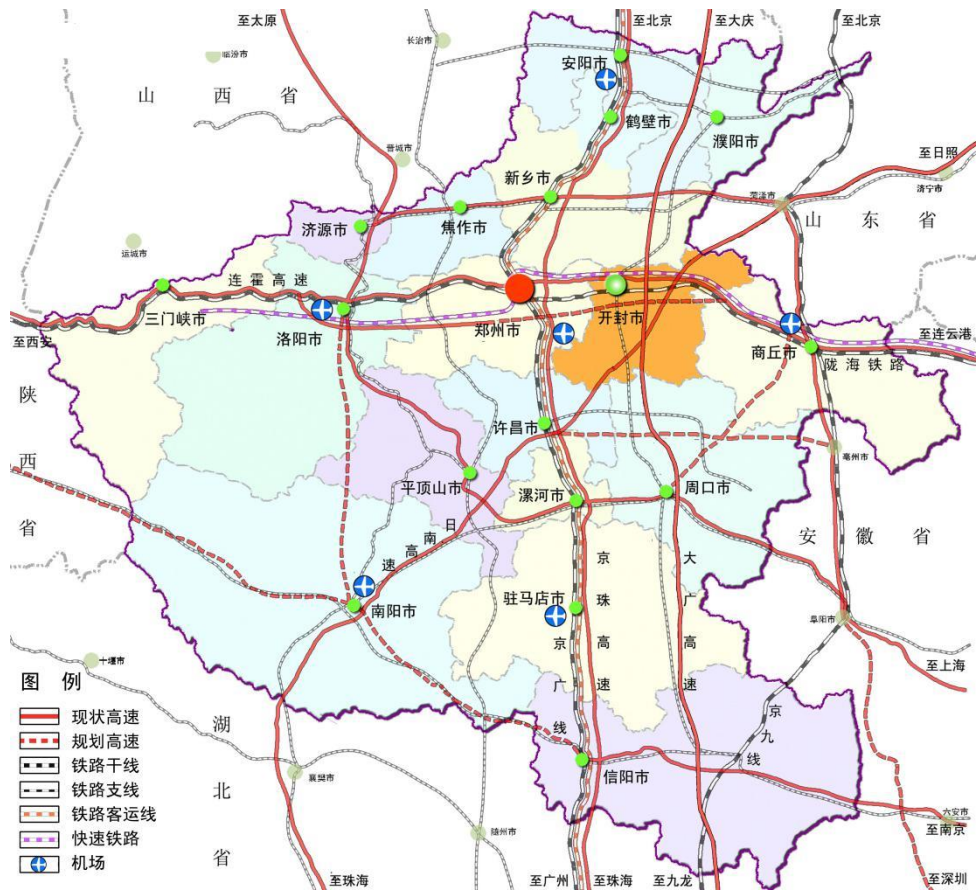 至太原
至北京
至大庆
至北京
长治市
临汾市
安阳市
山西省
鹤壁市
濮阳市
至日照
晋城市
新乡市
济宁市
菏泽市
山东省
济源市
焦作市
运城市
连霍高速
三门峡市
洛阳市
郑州市
开封市
至连云港
至西安
商丘市
陇海铁路
陕西省
许昌市
亳州市
平顶山市
漯河市
周口市
安徽省
日南高速
京珠高速
大广高速
南阳市
驻马店市
阜阳市
京广线
十堰市
至上海
图例
现状高速
湖北省
京九线
规划高速
信阳市
铁路干线
襄樊市
铁路支线
铁路客运线
随州市
六安市
至南京
快速铁路
机场
至珠海
至广州
至珠海
至九龙
至深圳